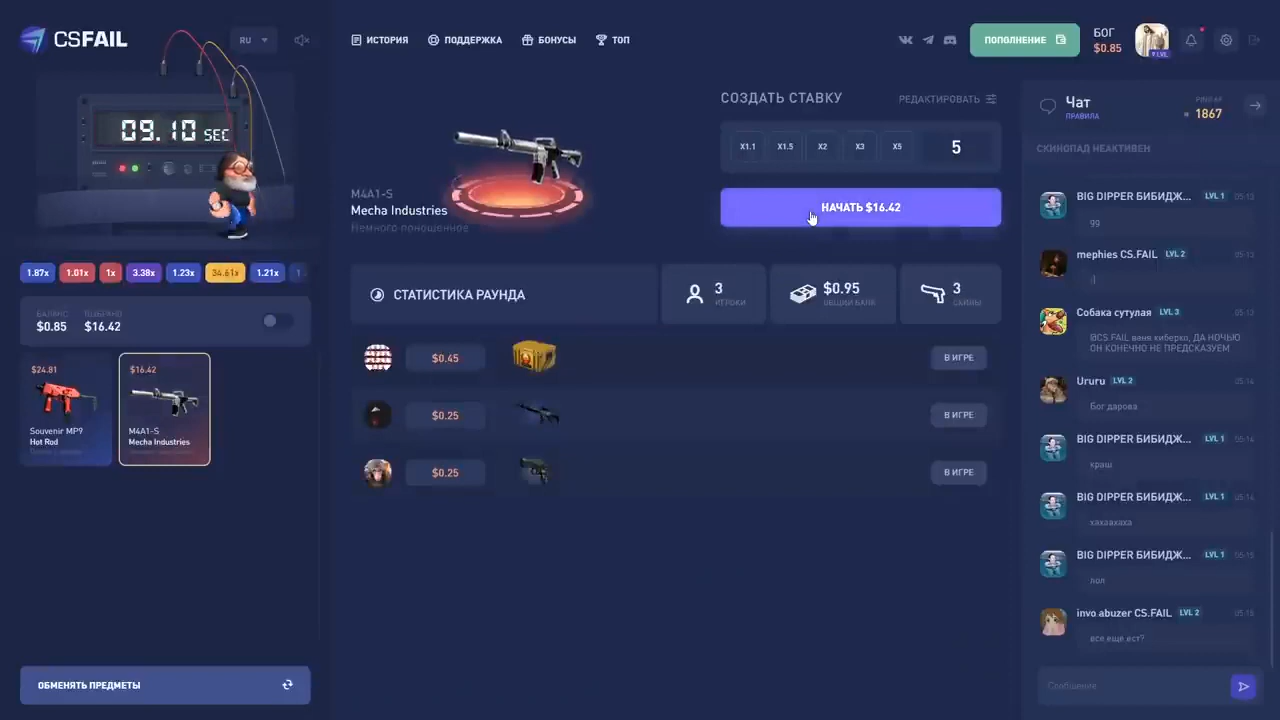 CSFAIL
RU
ИСТОРИЯ
ПОДДЕРЖКА
БОНУСЫ
ТОП
ПОПОЛНЕНИЕ
БОГ
$0.85
LVL
09.10 SEC
M4A1-S
Mecha Industries
Немного поношенное
СОЗДАТЬ СТАВКУ
РЕДАКТИРОВАТЬ
X1.1
X1.5
X2
X3
X5
5
НАЧАТЬ $16.42
1.87x
1.01x
1x
3.38x
1.23x
34.61x
1.21x
БАЛАНС
$0.85
ВЫБРАНО
$16.42
$24.81
Souvenir MP9
Hot Rod
$16.42
M4A1-S
Mecha Industries
ОБМЕНЯТЬ ПРЕДМЕТЫ
СТАТИСТИКА РАУНДА
3
ИГРОКИ
$0.95
ОБЩИЙ БАНК
3
СКИНЫ
$0.45
В ИГРЕ
$0.25
В ИГРЕ
$0.25
В ИГРЕ
Чат
ПРАВИЛА
1867
СКИНОПАД НЕАКТИВЕН
BIG DIPPER БИБИДЖ... LVL 1 05:13
99
mephies CS.FAIL LVL 2 05:13
:)
Собака сутулая LVL 3 05:13
CS FAIL ваня киберко, ДА НОЧЬЮ
ОН КОНЕЧНО НЕ ПРЕДСКАЗУЕМ
Ururu LVL 2 05:14
Бог дарова
BIG DIPPER БИБИДЖ... LVL 1 05:14
краш
BIG DIPPER БИБИДЖ... LVL 1 05:14
хахаахаха
BIG DIPPER БИБИДЖ... LVL 1 05:15
лол
invo abuzer CS.FAIL LVL 2 05:15
все еще ест?
Сообщение